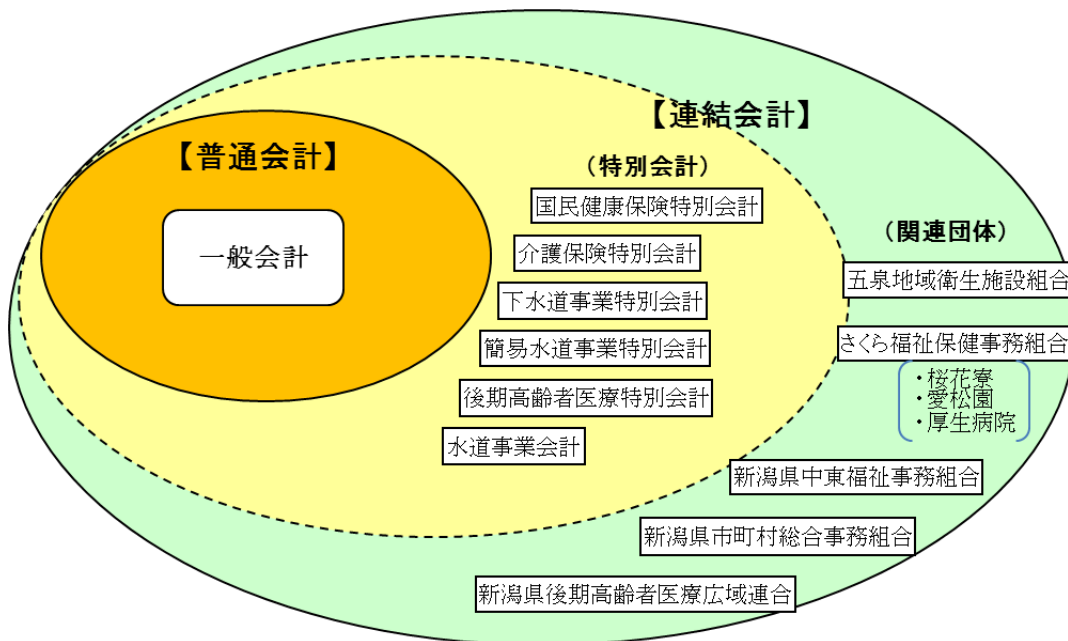 【連結会計】
【普通会計】
一般会計
（特別会計）
国民健康保険特別会計
介護保険特別会計
下水道事業特別会計
簡易水道事業特別会計
後期高齢者医療特別会計
水道事業会計
（関連団体）
五泉地域衛生施設組合
さくら福祉保健事務組合
・桜花寮
・愛松園
・厚生病院
新潟県中東福祉事務組合
新潟県市町村総合事務組合
新潟県後期高齢者医療広域連合